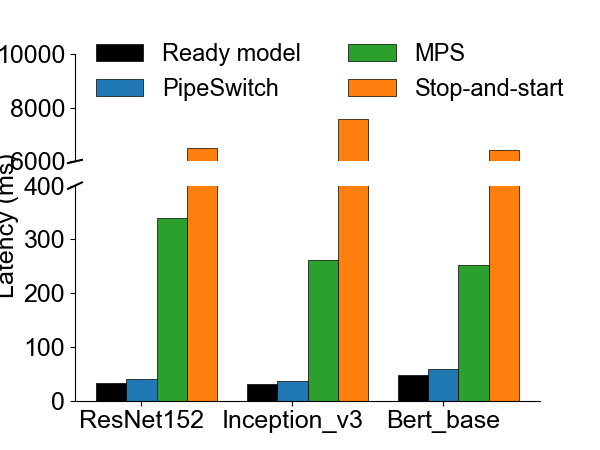 Ready model
PipeSwitch
MPS
Stop-and-start
10000
8000
6000
400
300
200
100
0
Latency (ms)
ResNet152 Inception_v3 Bert_base